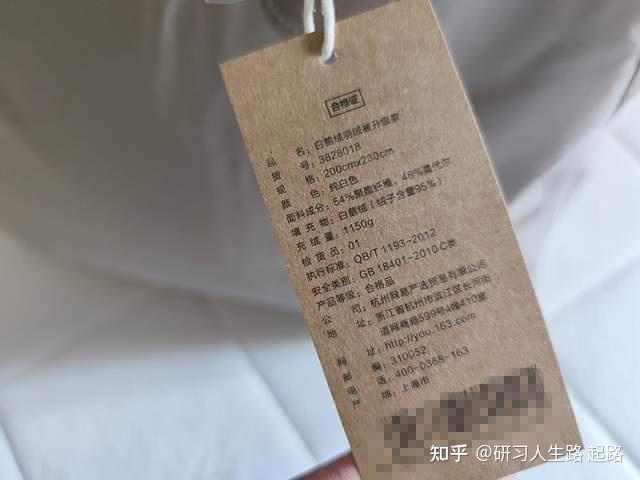 合格证
品 名：白鹅绒羽绒被升级款
货 号：3828018
规 格：200cmx230cm
颜 色：纯白色
面料成分：54%聚酯纤维，46%莫代尔
填 充 物：白鹅绒（绒子含量95%）
充 绒 量：1150g
检 货 员：01
执行标准：QB/T 1193-2012
安全类别：GB 18401-2010 C类
产品等级：合格品
公 司：杭州网易严选贸易有限公司
地 址：浙江省杭州市滨江区长河街
道网商路599号4幢410室
网 址：http://you.163.com
邮 编：310052
电 话：400-0368-163
产 地：上海市
知乎 @研习人生路 起路